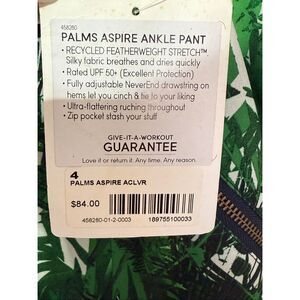 458280
PALMS ASPIRE ANKLE PANT
• RECYCLED FEATHERWEIGHT STRETCH™
Silky fabric breathes and dries quickly
• Rated UPF 50+ (Excellent Protection)
• Fully adjustable NeverEnd drawstring on
hems let you cinch & tie to your liking
• Ultra-flattering ruching throughout
• Zip pocket stash your stuff
GIVE-IT-A-WORKOUT
GUARANTEE
Love it or return it. Any time. Any reason.
4
PALMS ASPIRE ACLVR
$84.00
458280-01-2-0003
189755100033